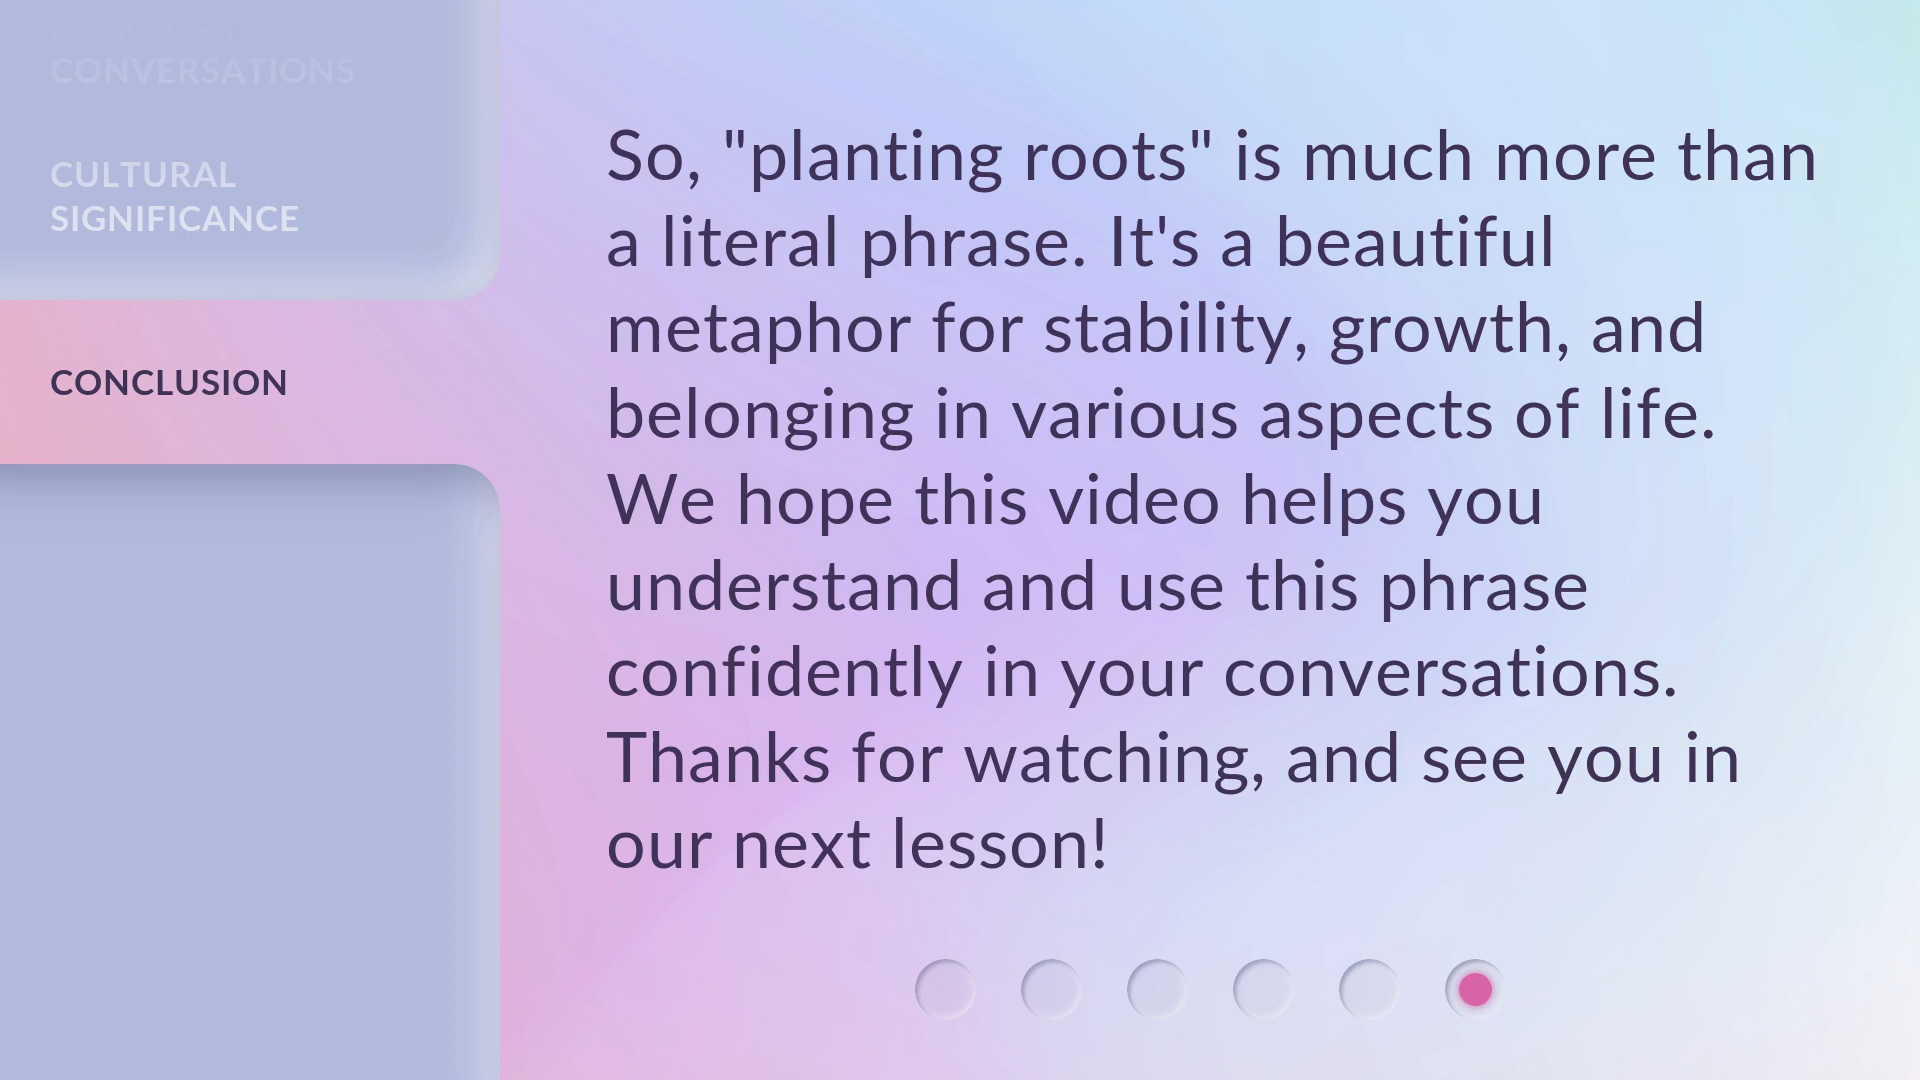 EVERYDAY
CONVERSATIONS
CULTURAL
SIGNIFICANCE
CONCLUSION
So, "planting roots" is much more than
a literal phrase. It's a beautiful
metaphor for stability, growth, and
belonging in various aspects of life.
We hope this video helps you
understand and use this phrase
confidently in your conversations.
Thanks for watching, and see you in
our next lesson!